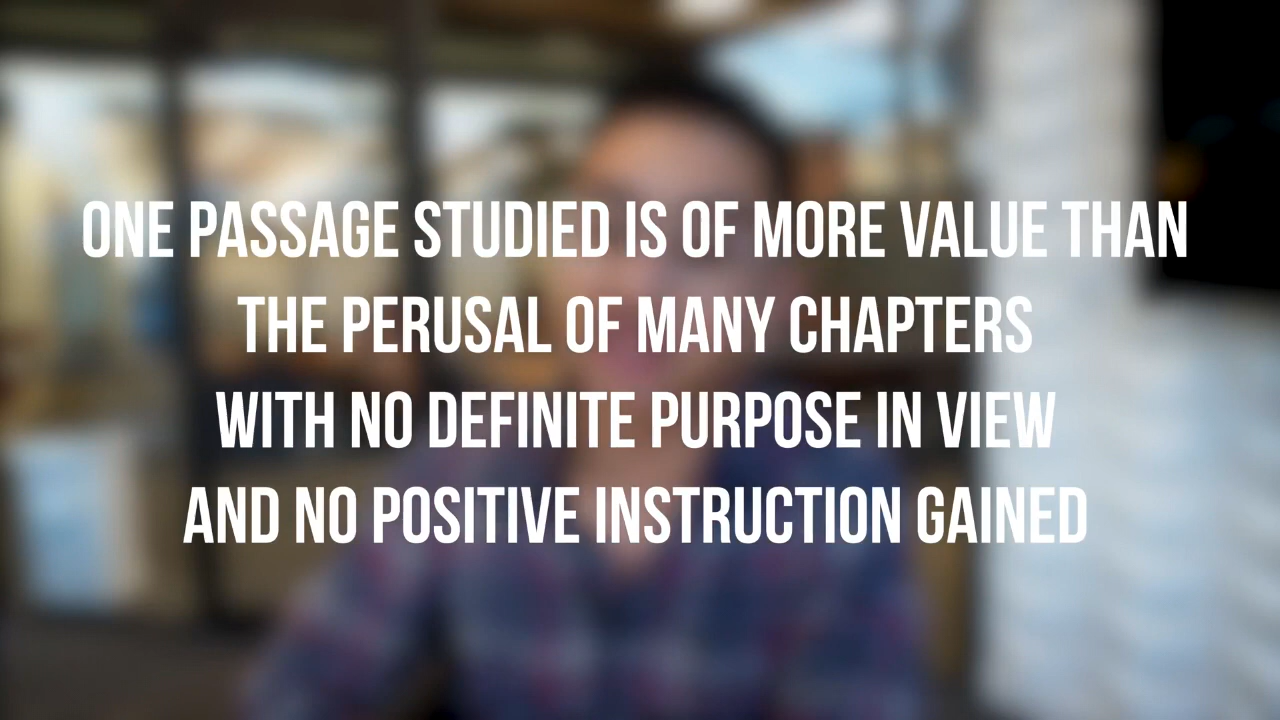 ONE PASSAGE STUDIED IS OF MORE VALUE THAN
THE PERUSAL OF MANY CHAPTERS
WITH NO DEFINITE PURPOSE IN VIEW
AND NO POSITIVE INSTRUCTION GAINED